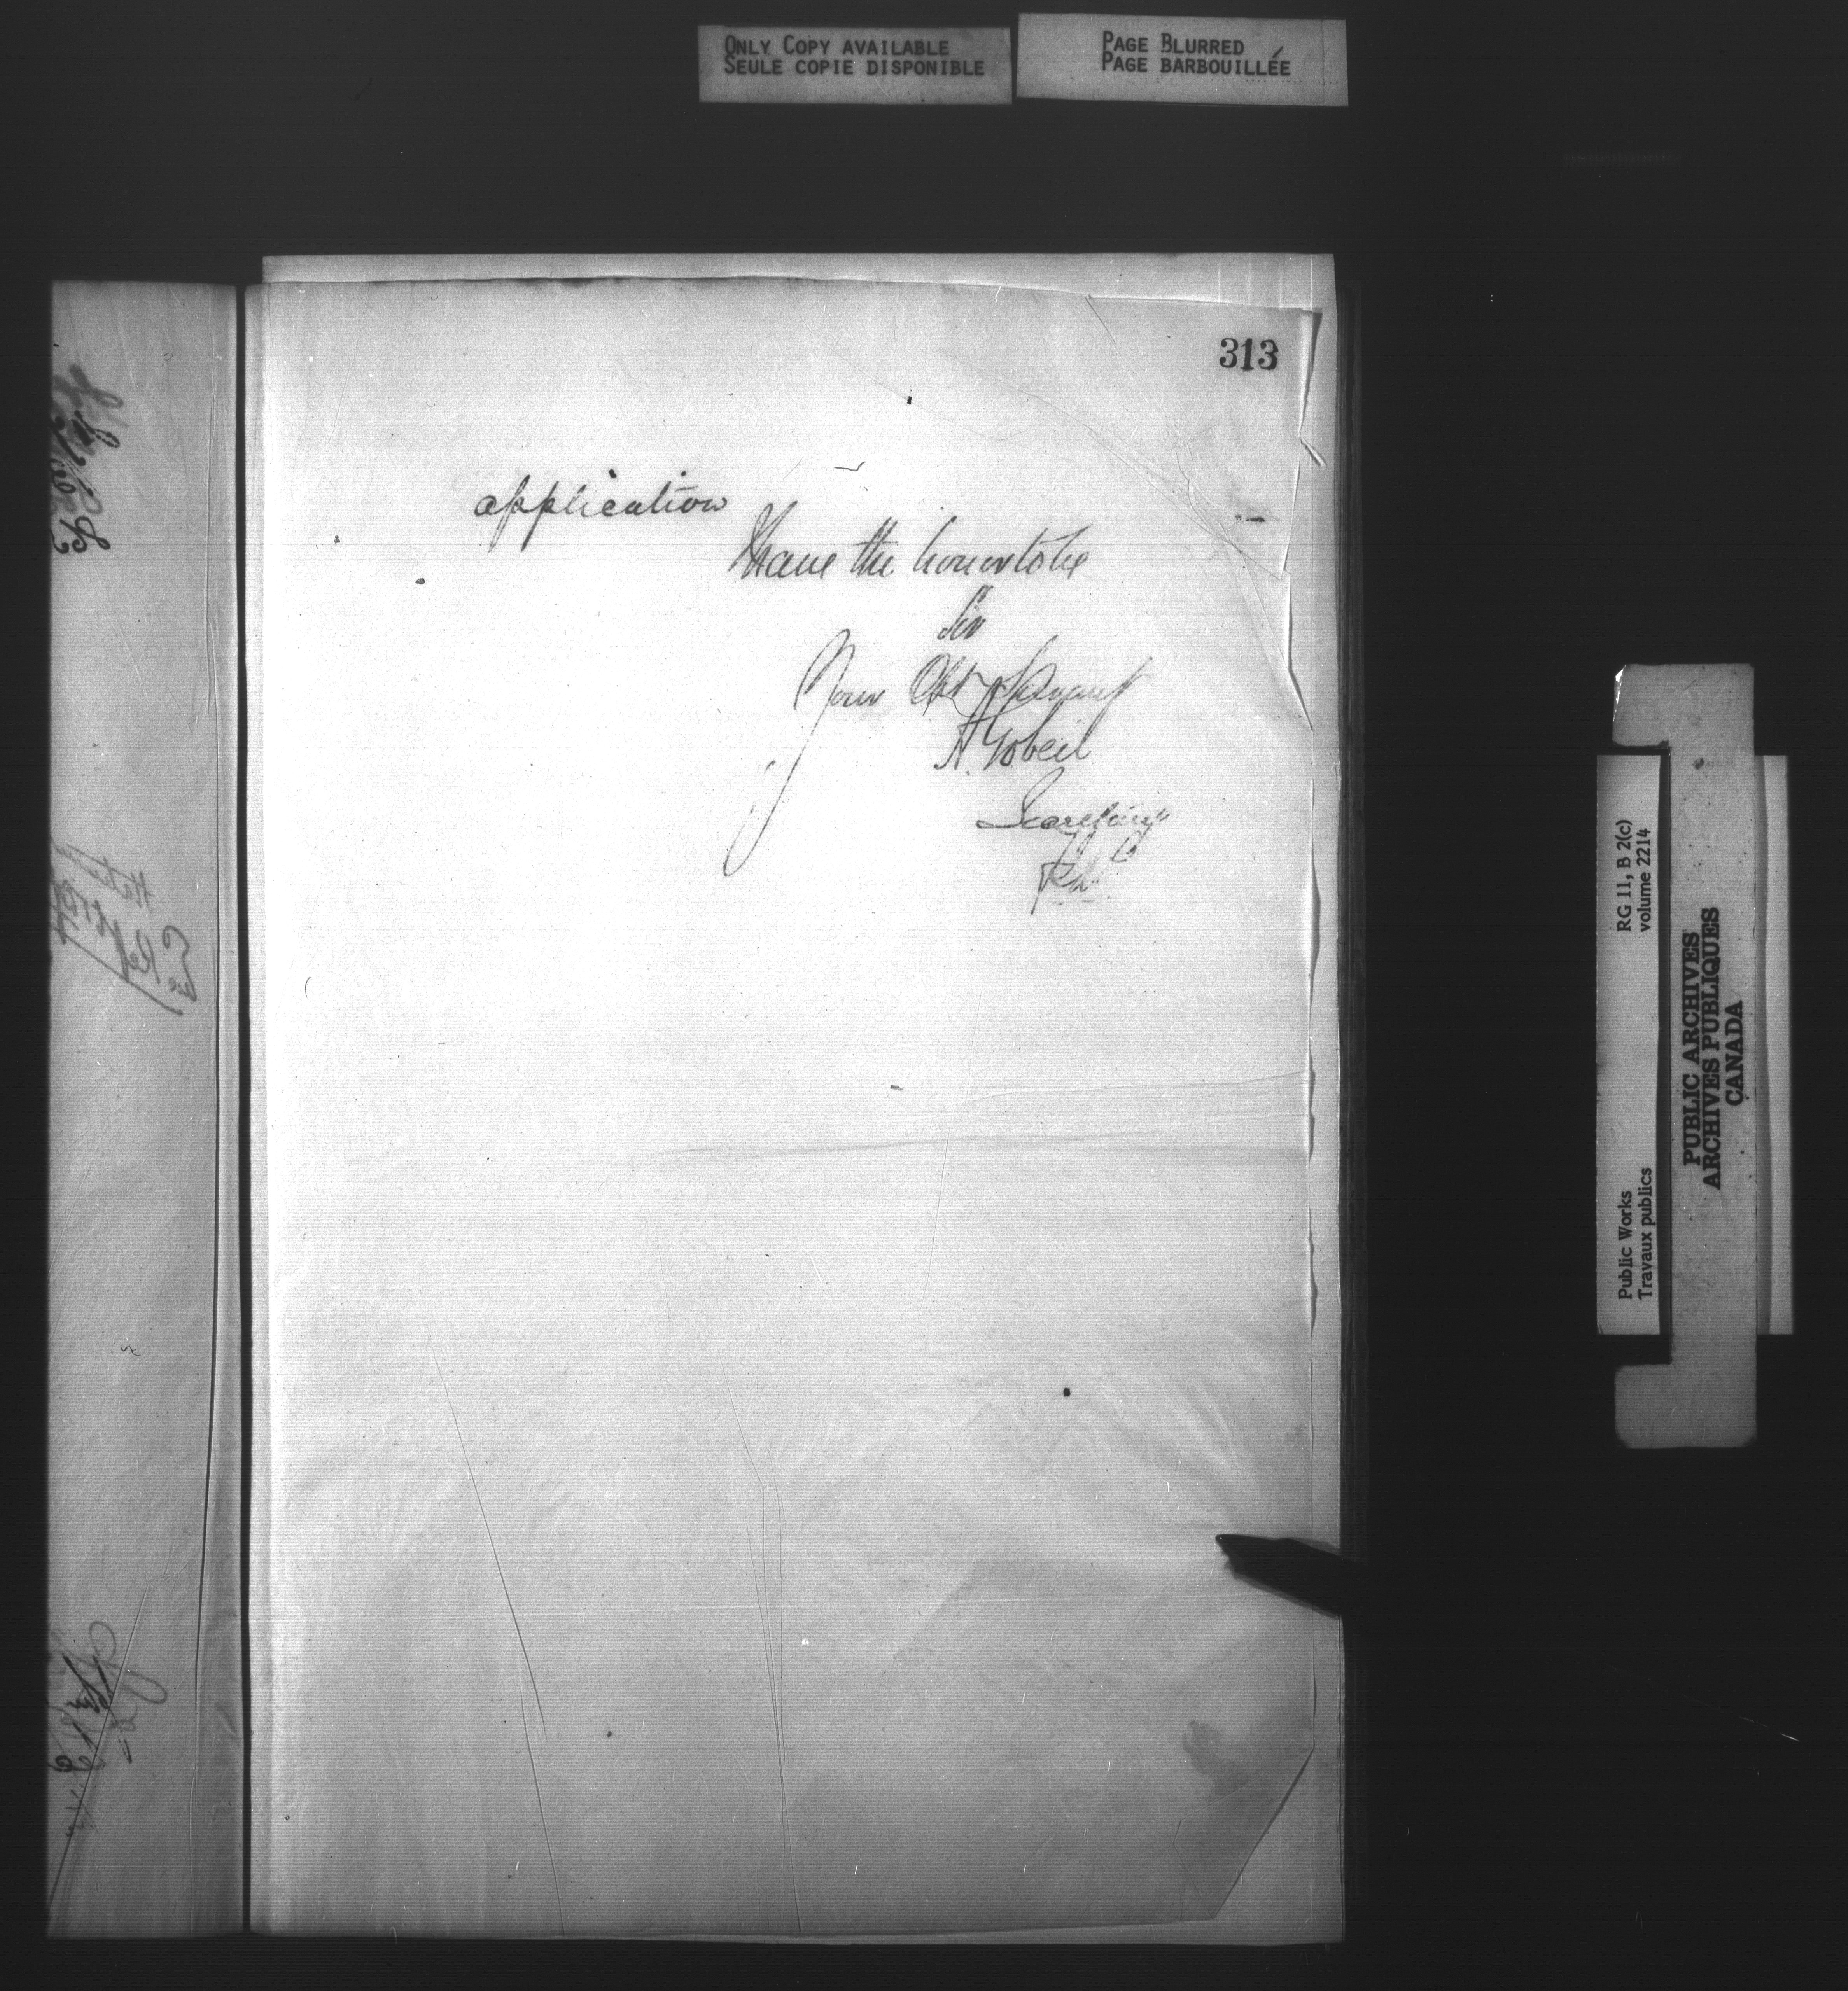 ONLY COPY AVAILABLE
SEULE COPIE DISPONIBLE
PAGE BLURRED
PAGE BARBOUILLÉE
313
application
I have the honor to be
Sir
Your Obt Servant
A. Gobeil
Secretary
RG 11, B 2(c)
volume 2214
Public Works
Travaux publics
PUBLIC ARCHIVES
ARCHIVES PUBLIQUES
CANADA